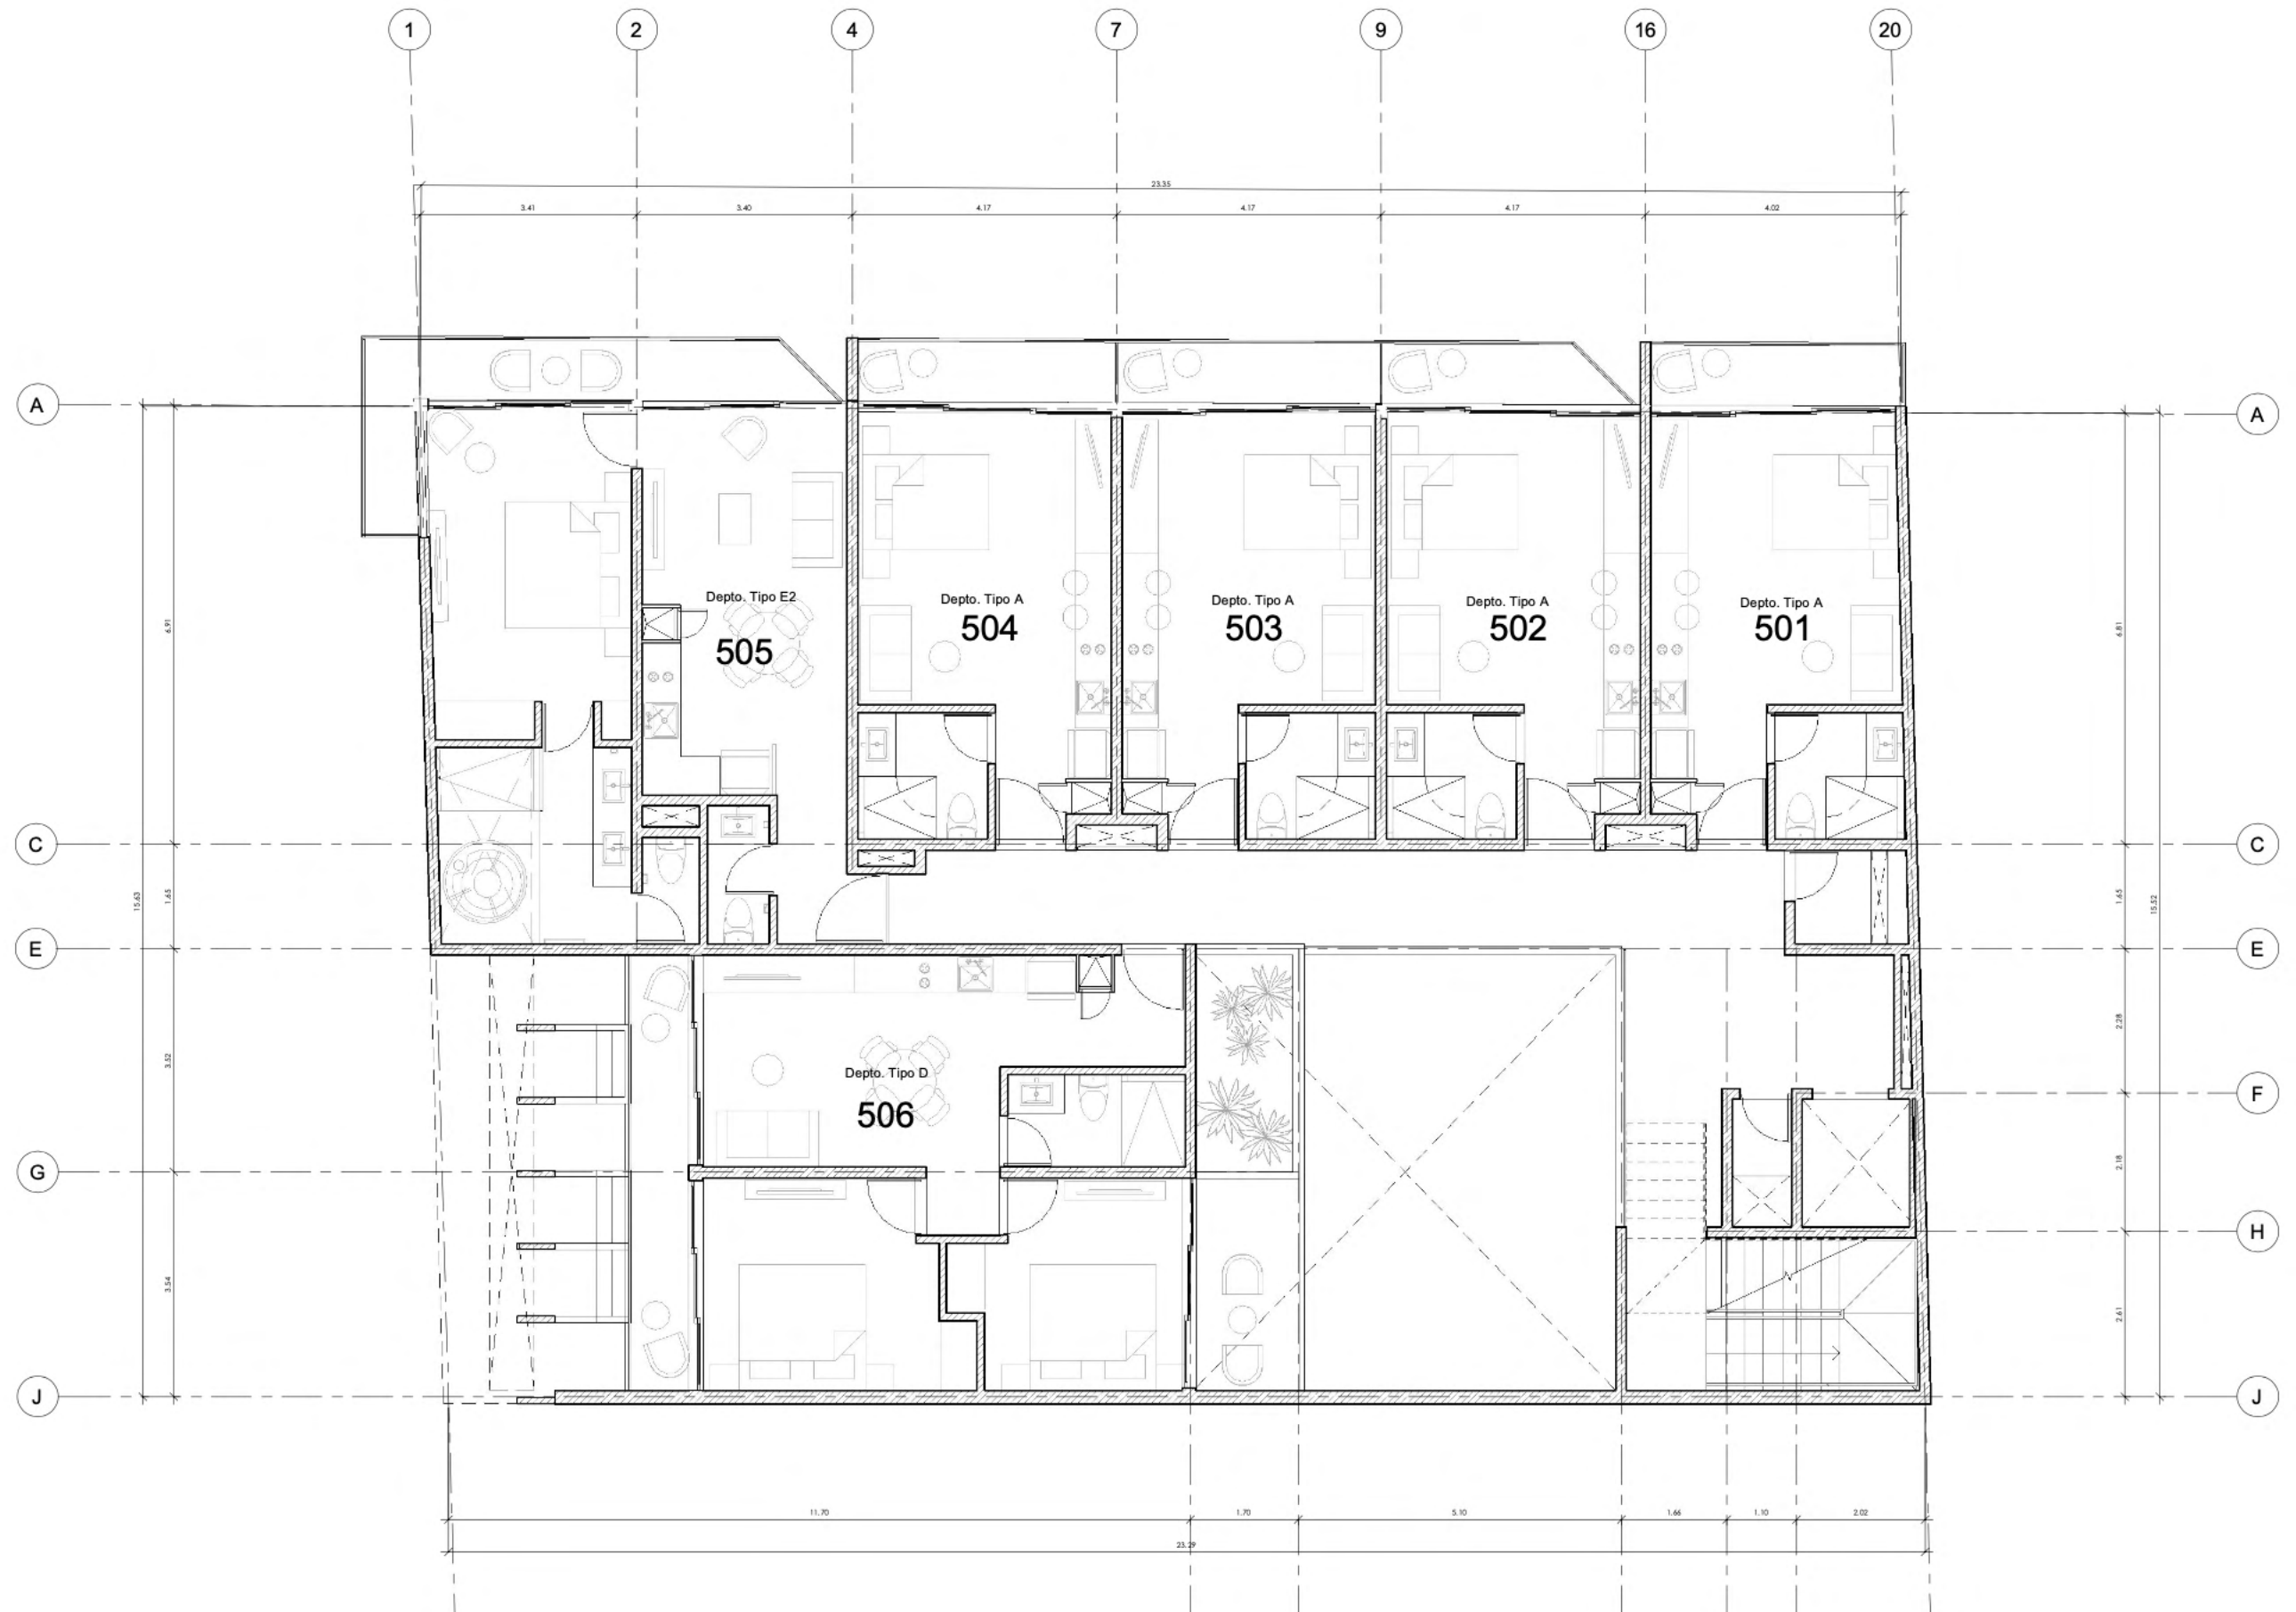 1 2 4 7 9 16 20
23.35
3.41 3.40 4.17 4.17 4.17 4.02
A A
Depto. Tipo E2
505
Depto. Tipo A
504
Depto. Tipo A
503
Depto. Tipo A
502
Depto. Tipo A
501
6.91 6.81
C C
15.63 1.65 1.65 15.52
E E
3.52 2.28
Depto. Tipo D
506
F
G
2.18
H
3.54 2.61
J J
11.70 1.70 5.10 1.66 1.10 2.02
23.29